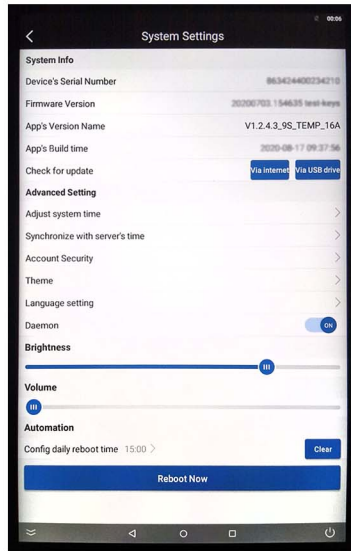 00:06
System Settings
System Info
Device's Serial Number 863424400234210
Firmware Version 20200703.154635 test-keys
App's Version Name V1.2.4.3_9S_TEMP_16A
App's Build time 2020-08-17 09:37:56
Check for update Via internet Via USB drive
Advanced Setting
Adjust system time
Synchronize with server's time
Account Security
Theme
Language setting
Daemon ON
Brightness
Volume
Automation
Config daily reboot time 15:00 Clear
Reboot Now